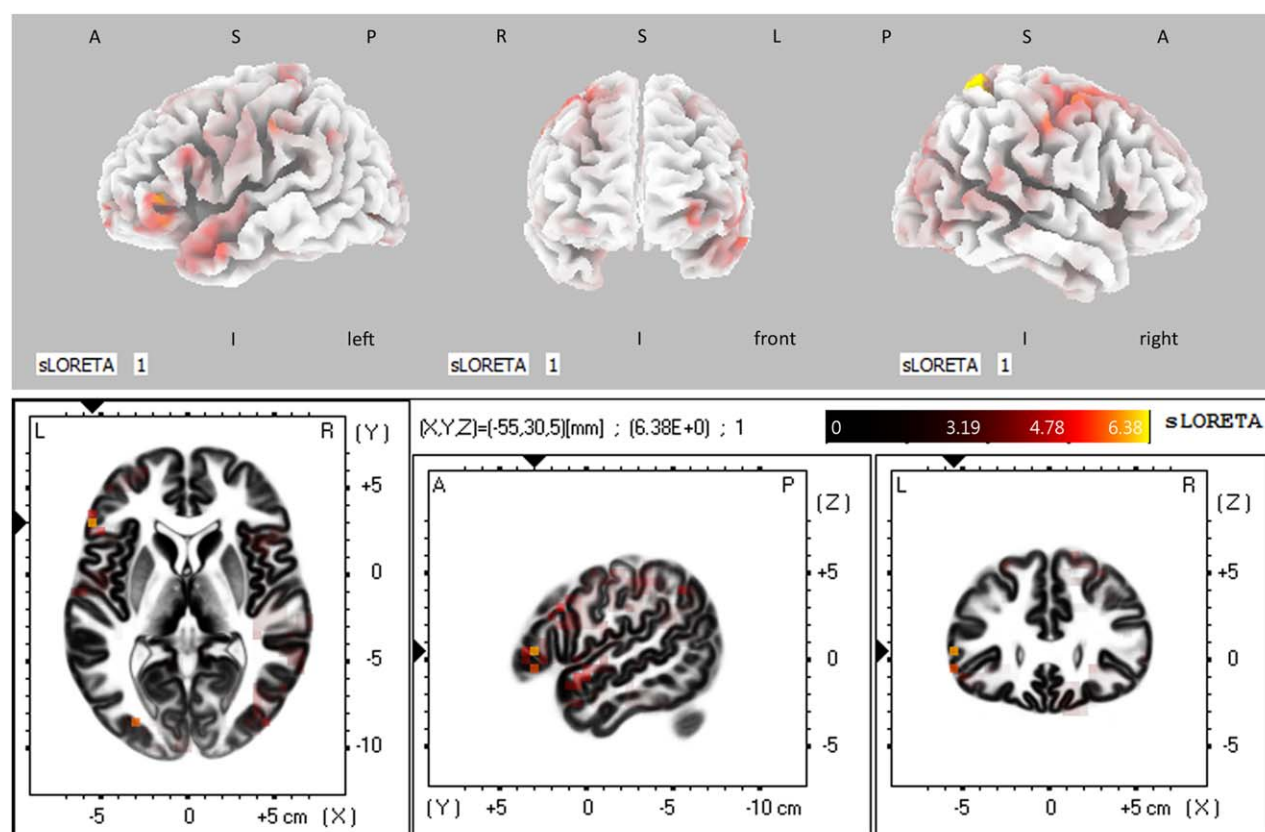 A S P R S L P S A
I left I front I right
sLORETA 1 sLORETA 1 sLORETA 1
(X,Y,Z)=(-55,30,5)[mm] ; (6.38E+0) ; 1
0 3.19 4.78 6.38 sLORETA
L R (Y)
+5
0
-5
-10
-5 0 +5 cm (X)
A P (Z)
+5
0
-5
(Y) +5 0 -5 -10 cm
L R (Z)
+5
0
-5
-5 0 +5 cm (X)